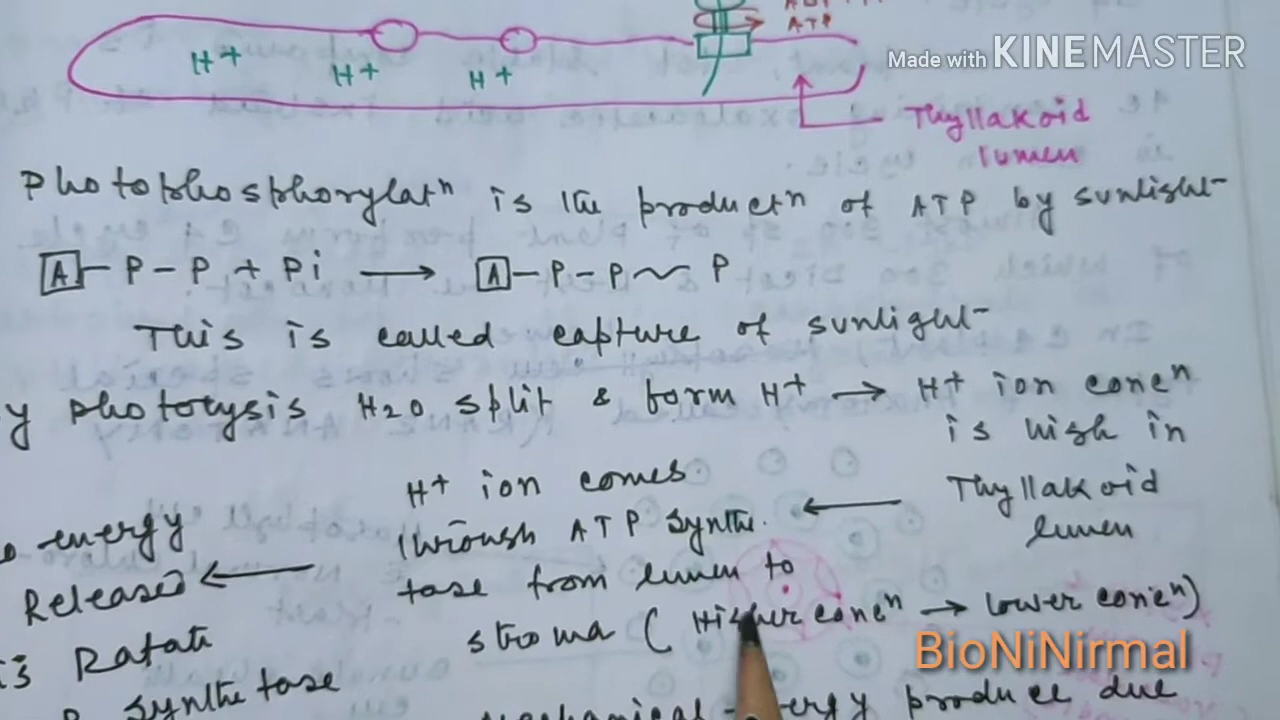 ATP
Made with KINEMASTER
H+ H+ H+
Thyllakoid
lumen
Photophosphorylatⁿ is the productⁿ of ATP by sunlight
A - P - P + Pi → A - P - P ~ P
This is called capture of sunlight
y photolysis H2O split & form H+ → H+ ion concⁿ
is high in
Thyllakoid
lumen
H+ ion comes
through ATP synthe.
tase from lumen to
stroma ( Higher concⁿ → lower concⁿ)
energy
Released
Rotati
synthetase
energy produce due
BioNiNirmal